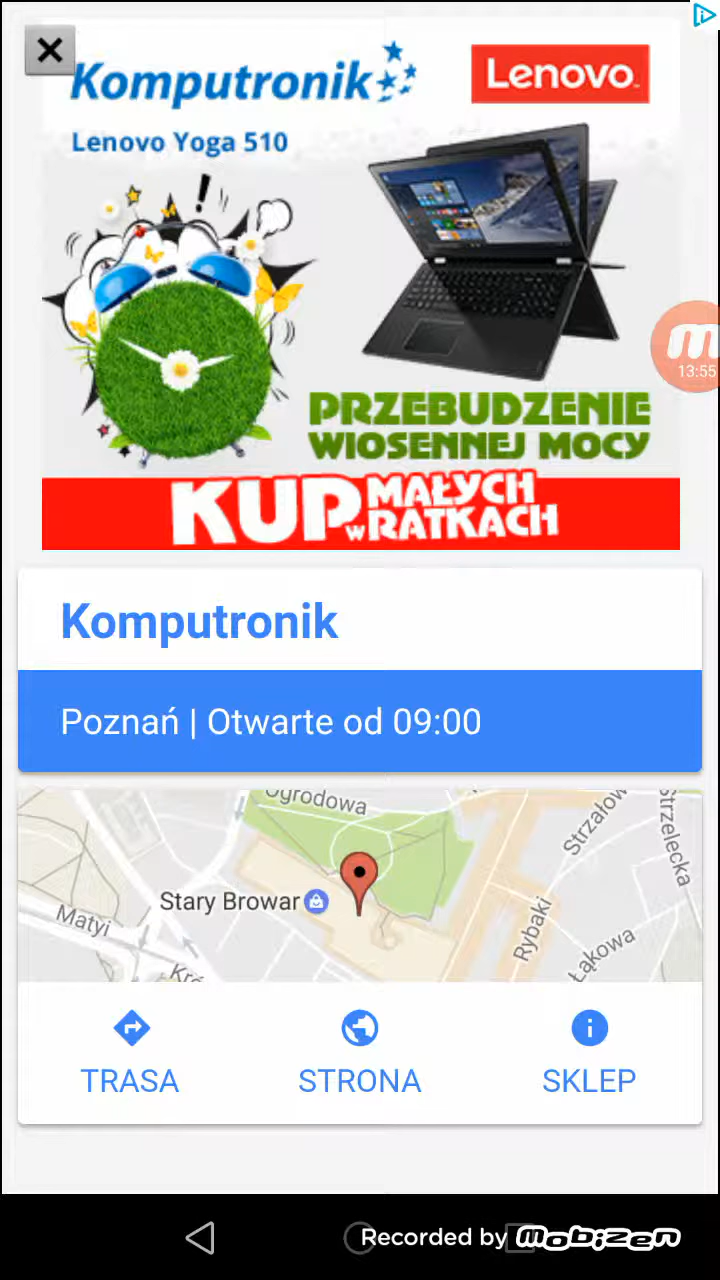 Komputronik
Lenovo
Lenovo Yoga 510
13:55
PRZEBUDZENIE
WIOSENNEJ MOCY
KUP w MAŁYCH
RATKACH
Komputronik
Poznań | Otwarte od 09:00
Ogrodowa
Strzelecka
Stary Browar
Matyi
Rybaki
Łąkowa
TRASA
STRONA
SKLEP
Recorded by mobizen